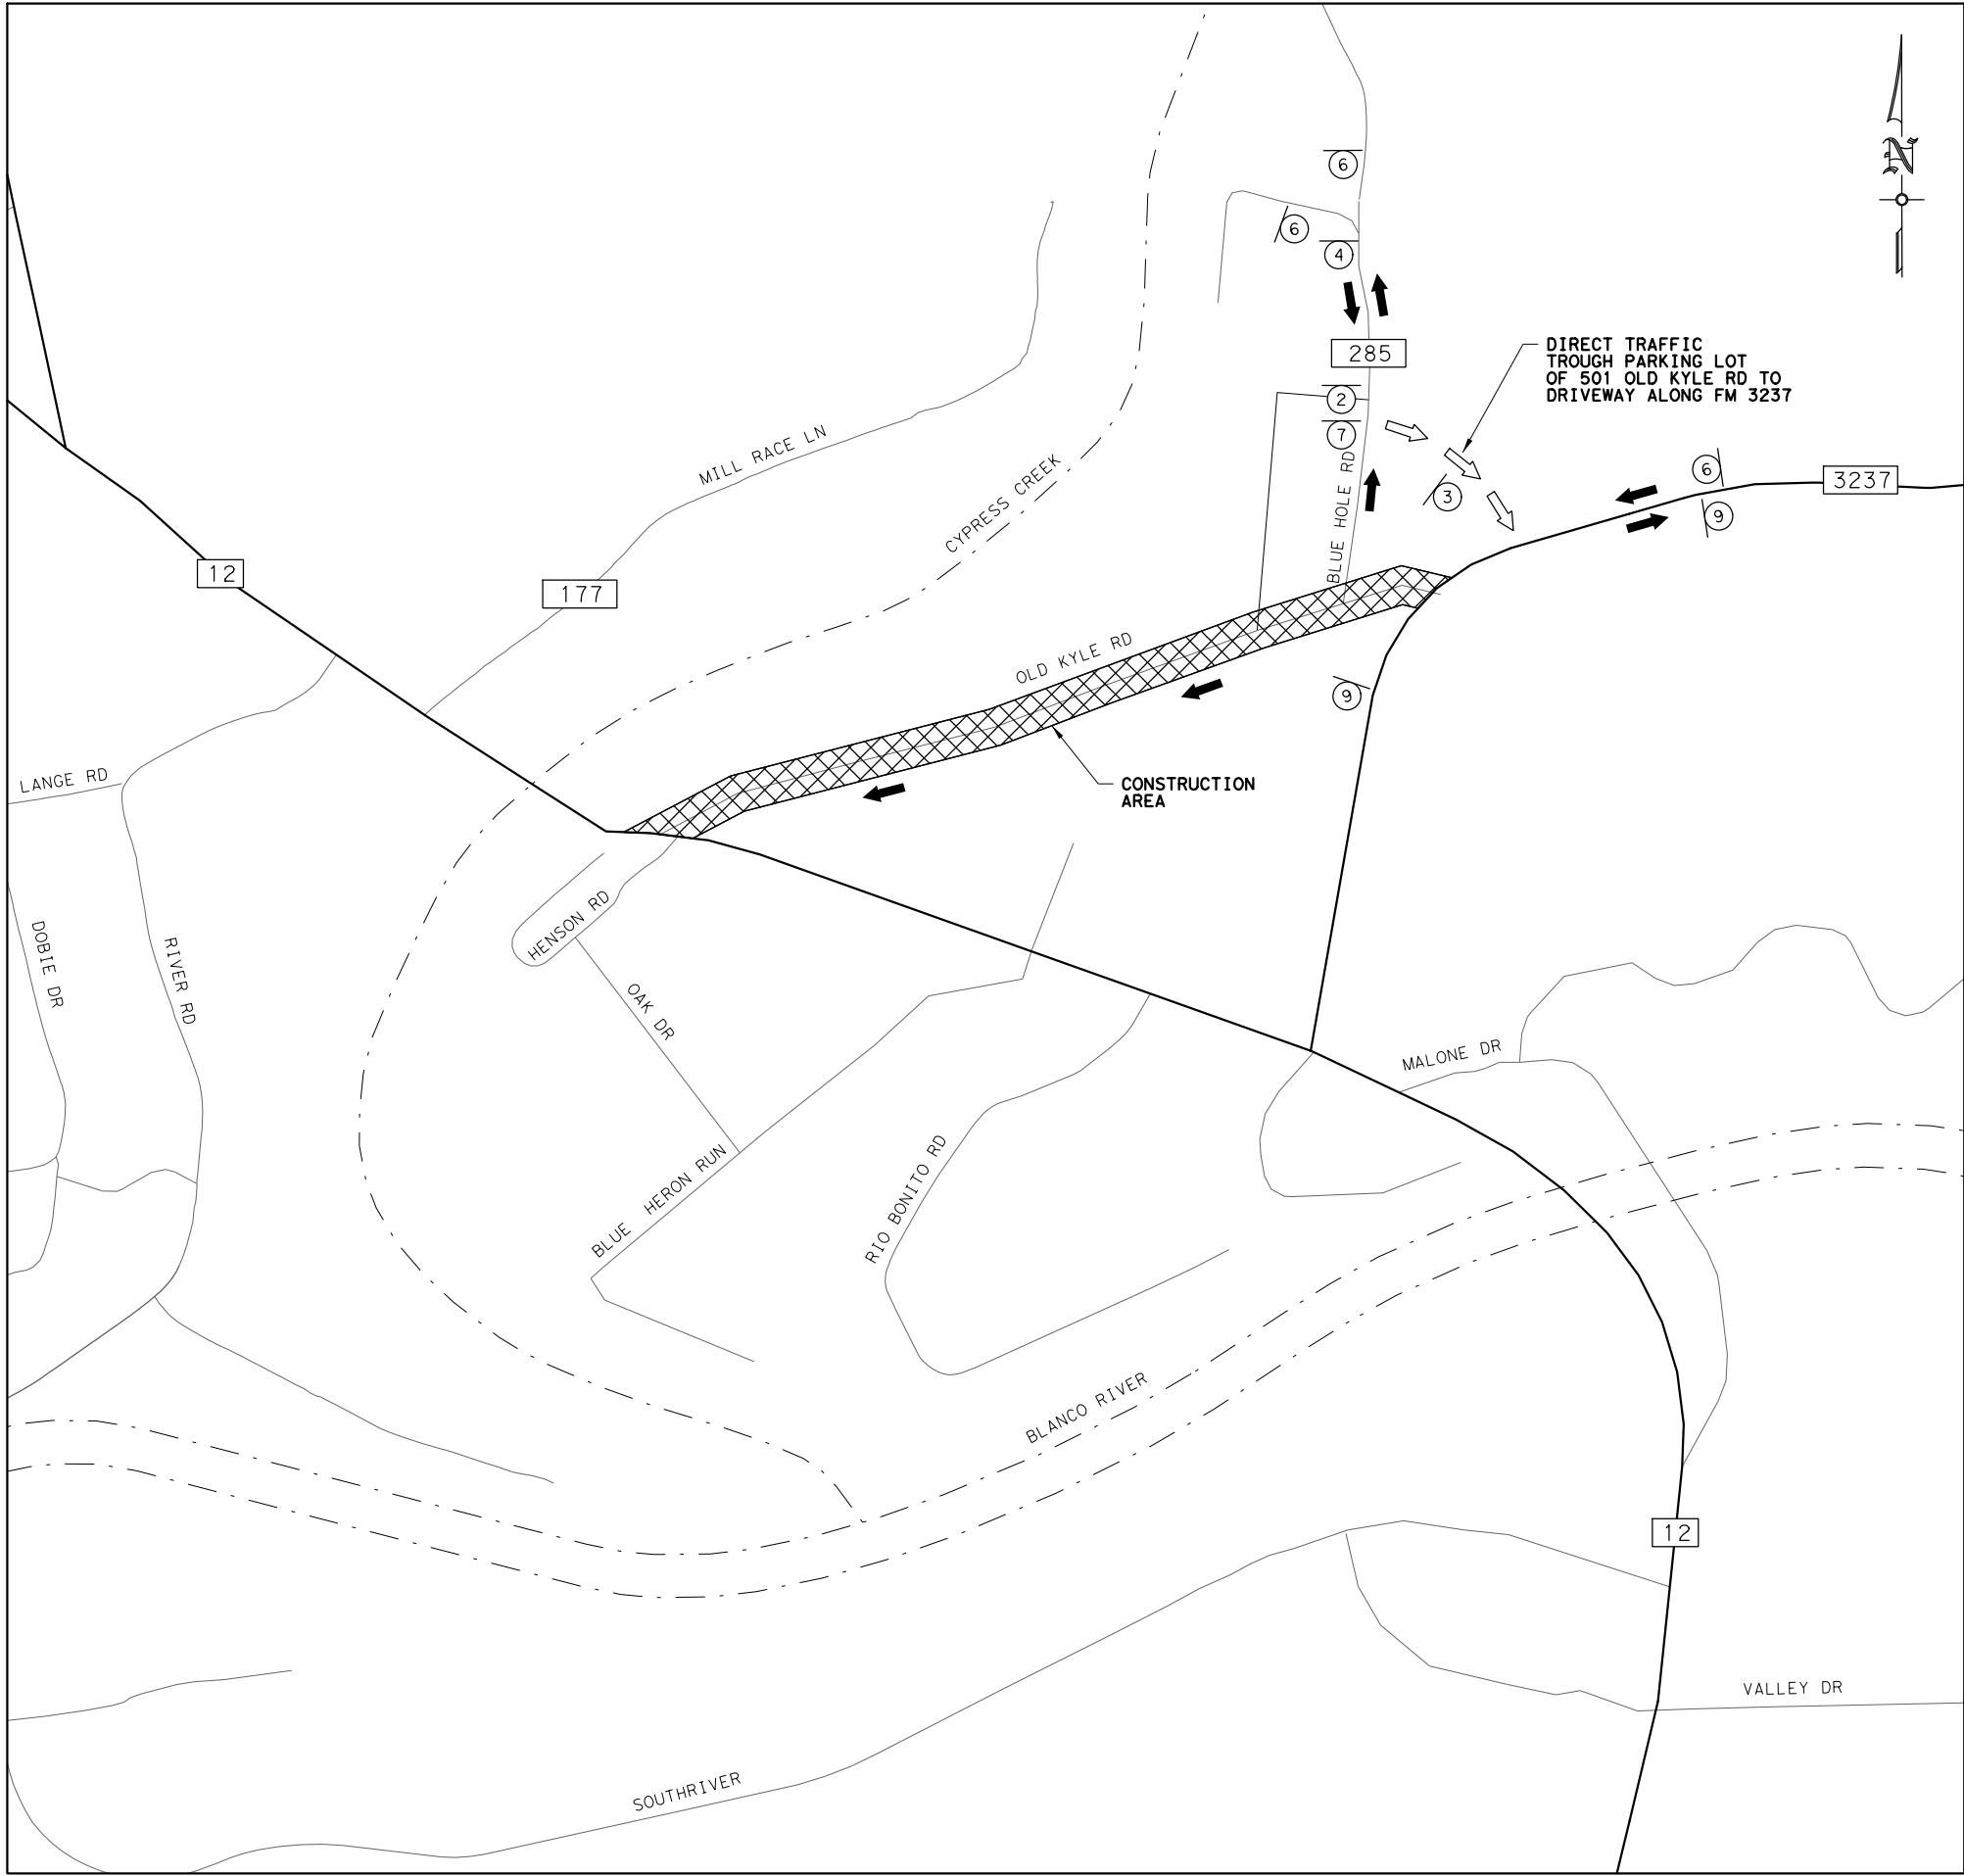 N
6
6
4
285
DIRECT TRAFFIC
TROUGH PARKING LOT
OF 501 OLD KYLE RD TO
DRIVEWAY ALONG FM 3237
2
7
MILL RACE LN
CYPRESS CREEK
BLUE HOLE RD
3
6
3237
9
12
177
OLD KYLE RD
9
LANGE RD
CONSTRUCTION
AREA
HENSON RD
DOBIE DR
RIVER RD
OAK DR
MALONE DR
BLUE HERON RUN
RIO BONITO RD
BLANCO RIVER
12
VALLEY DR
SOUTHRIVER